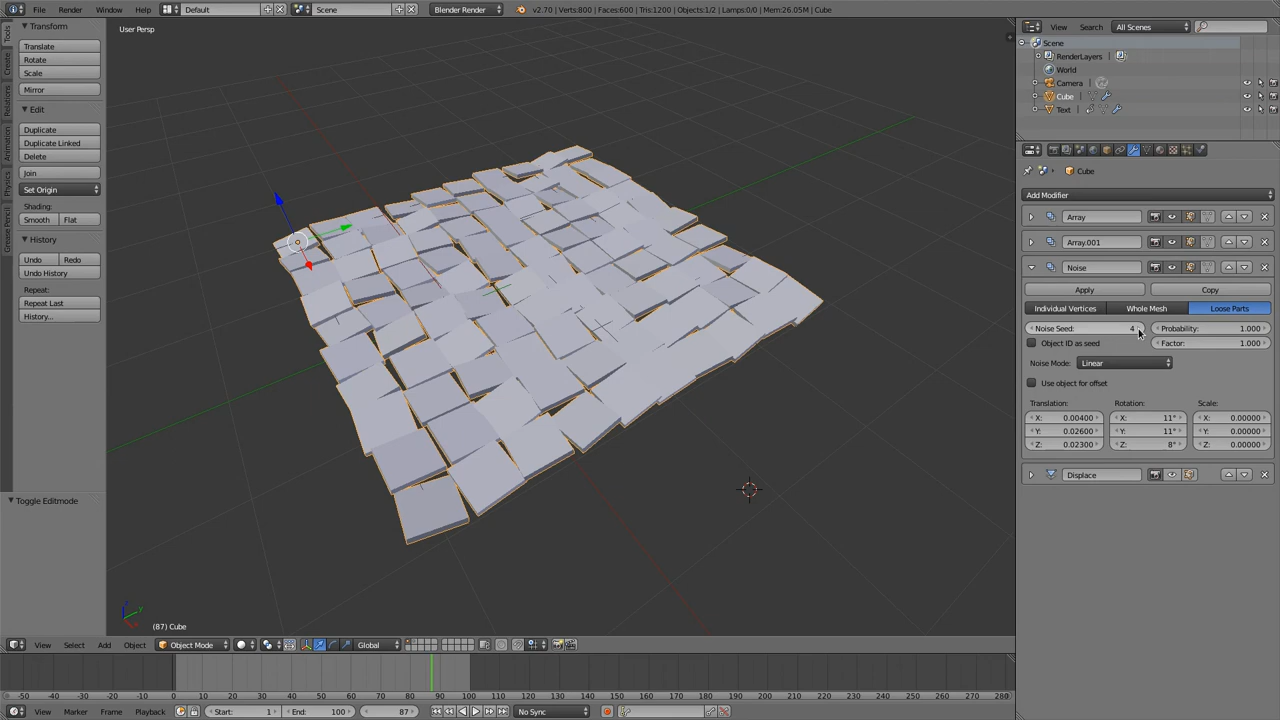 File Render Window Help Default Scene Blender Render v2.70 | Verts:800 | Faces:600 | Tris:1200 | Objects:1/2 | Lamps:0/0 | Mem:26.05M | Cube
Tools
Create
Relations
Animation
Physics
Grease Pencil
Transform
Translate
Rotate
Scale
Mirror
Edit
Duplicate
Duplicate Linked
Delete
Join
Set Origin
Shading:
Smooth Flat
History
Undo Redo
Undo History
Repeat:
Repeat Last
History...
Toggle Editmode
User Persp
(87) Cube
View Search All Scenes
Scene
RenderLayers
World
Camera
Cube
Text
Cube
Add Modifier
Array
Array.001
Noise
Apply Copy
Individual Vertices Whole Mesh Loose Parts
Noise Seed: 4 Probability: 1.000
Object ID as seed Factor: 1.000
Noise Mode: Linear
Use object for offset
Translation: Rotation: Scale:
X: 0.00400 X: 11° X: 0.00000
Y: 0.02600 Y: 11° Y: 0.00000
Z: 0.02300 Z: 8° Z: 0.00000
Displace
View Select Add Object Object Mode Global
-50 -40 -30 -20 -10 0 10 20 30 40 50 60 70 80 90 100 110 120 130 140 150 160 170 180 190 200 210 220 230 240 250 260 270 280
View Marker Frame Playback Start: 1 End: 100 87 No Sync